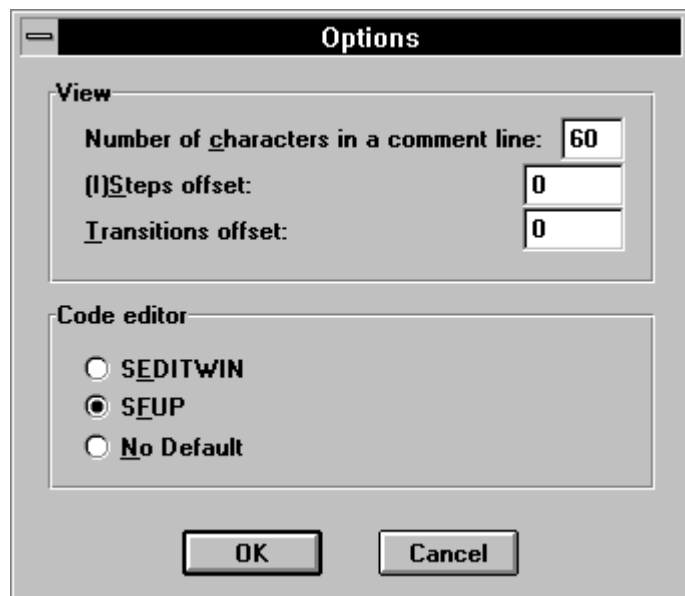 Options
View
Number of characters in a comment line: 60
(I)Steps offset: 0
Transitions offset: 0
Code editor
SEDITWIN
SFUP
No Default
OK Cancel